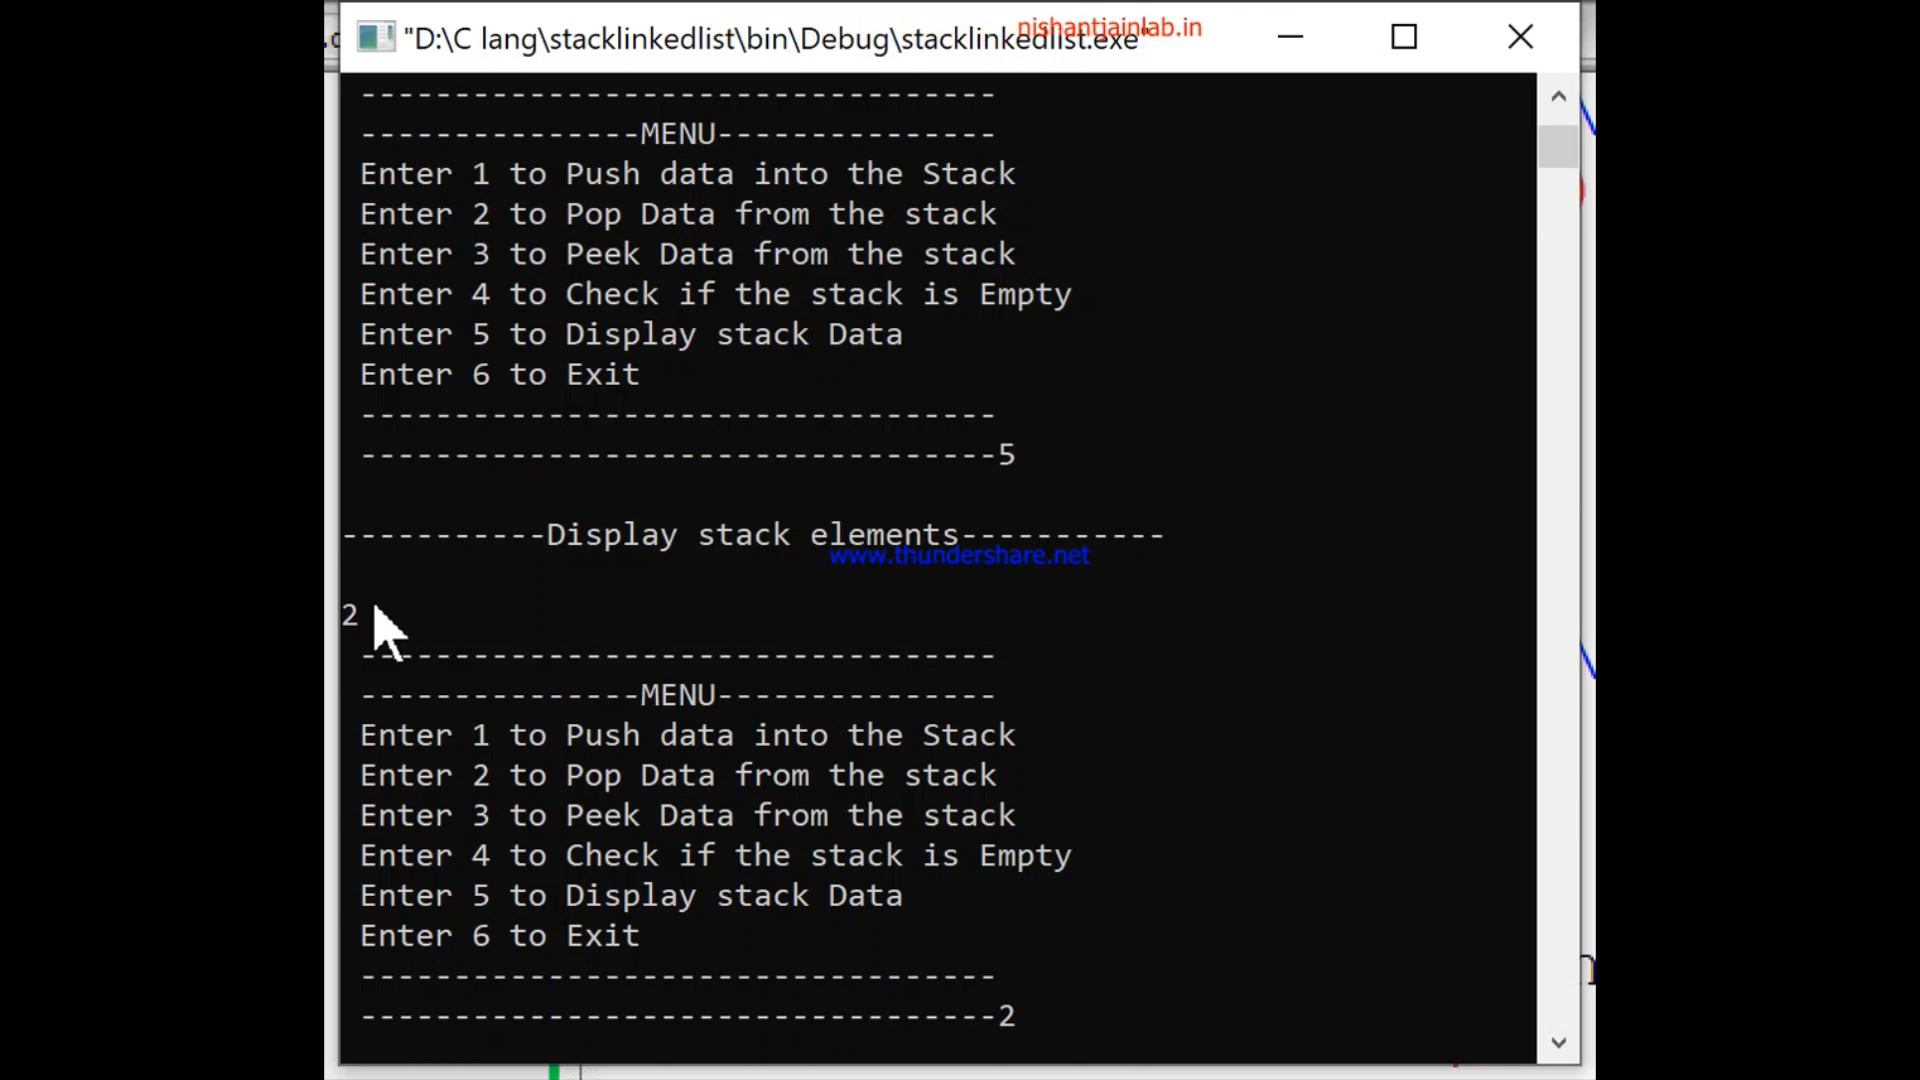 nishantjainlab.in
"D:\C lang\stacklinkedlist\bin\Debug\stacklinkedlist.exe"
----------------------------------
---------------MENU---------------
Enter 1 to Push data into the Stack
Enter 2 to Pop Data from the stack
Enter 3 to Peek Data from the stack
Enter 4 to Check if the stack is Empty
Enter 5 to Display stack Data
Enter 6 to Exit
----------------------------------
----------------------------------5
-----------Display stack elements-----------
www.thundershare.net
2
----------------------------------
---------------MENU---------------
Enter 1 to Push data into the Stack
Enter 2 to Pop Data from the stack
Enter 3 to Peek Data from the stack
Enter 4 to Check if the stack is Empty
Enter 5 to Display stack Data
Enter 6 to Exit
----------------------------------
----------------------------------2